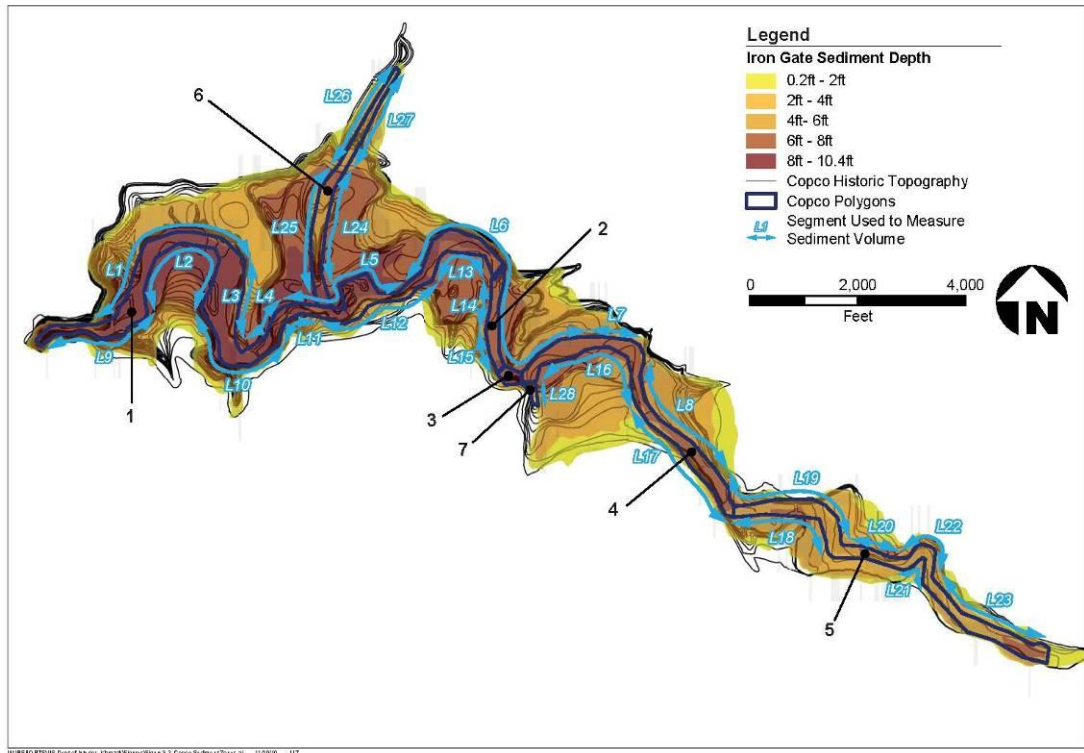 Legend
Iron Gate Sediment Depth
0.2ft - 2ft
2ft - 4ft
4ft- 6ft
6ft - 8ft
8ft - 10.4ft
Copco Historic Topography
Copco Polygons
L1 Segment Used to Measure
Sediment Volume
0 2,000 4,000
Feet
N
L26
6
L27
L25
L24
L6
2
L1
L2
L5
L13
L3
L4
L14
L7
L12
L11
L15
L16
L9
L10
L28
L8
1
3
7
L17
4
L19
L18
L20
L22
L21
L23
5